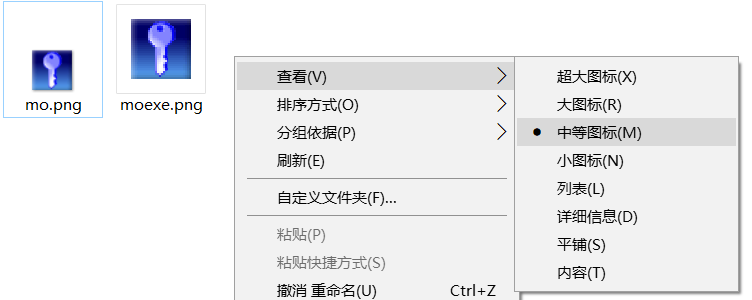 mo.png
moexe.png
查看(V)
排序方式(O)
分组依据(P)
刷新(E)
自定义文件夹(F)...
粘贴(P)
粘贴快捷方式(S)
撤消 重命名(U) Ctrl+Z
超大图标(X)
大图标(R)
中等图标(M)
小图标(N)
列表(L)
详细信息(D)
平铺(S)
内容(T)